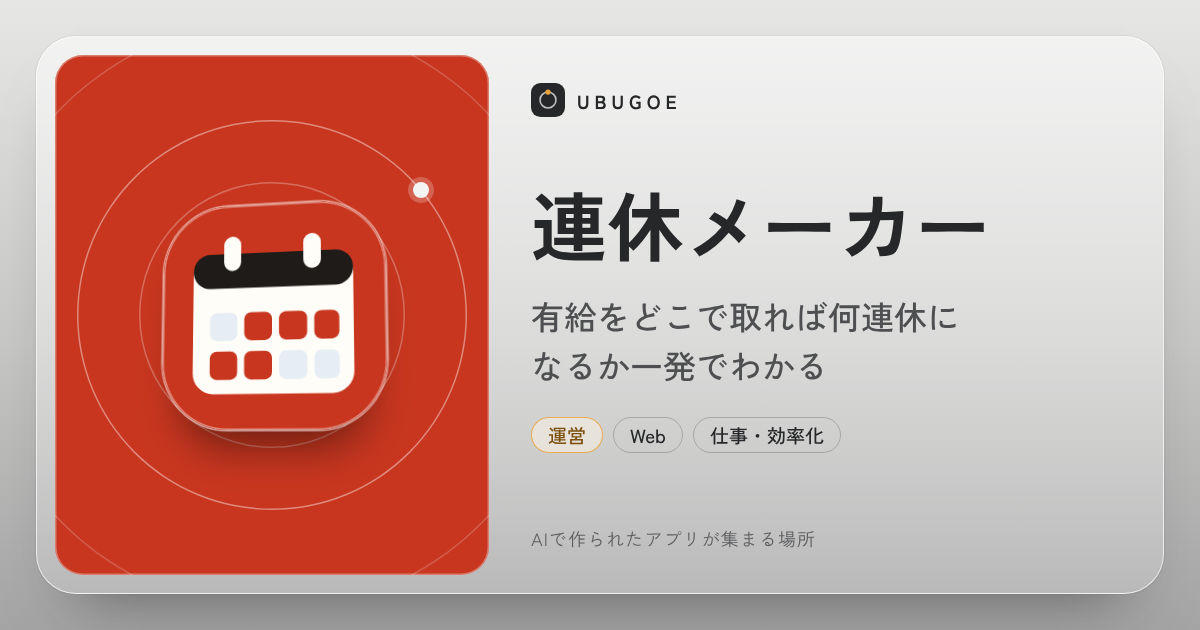 UBUGOE
連休メーカー
有給をどこで取れば何連休に
なるか一発でわかる
運営 Web 仕事・効率化
AIで作られたアプリが集まる場所